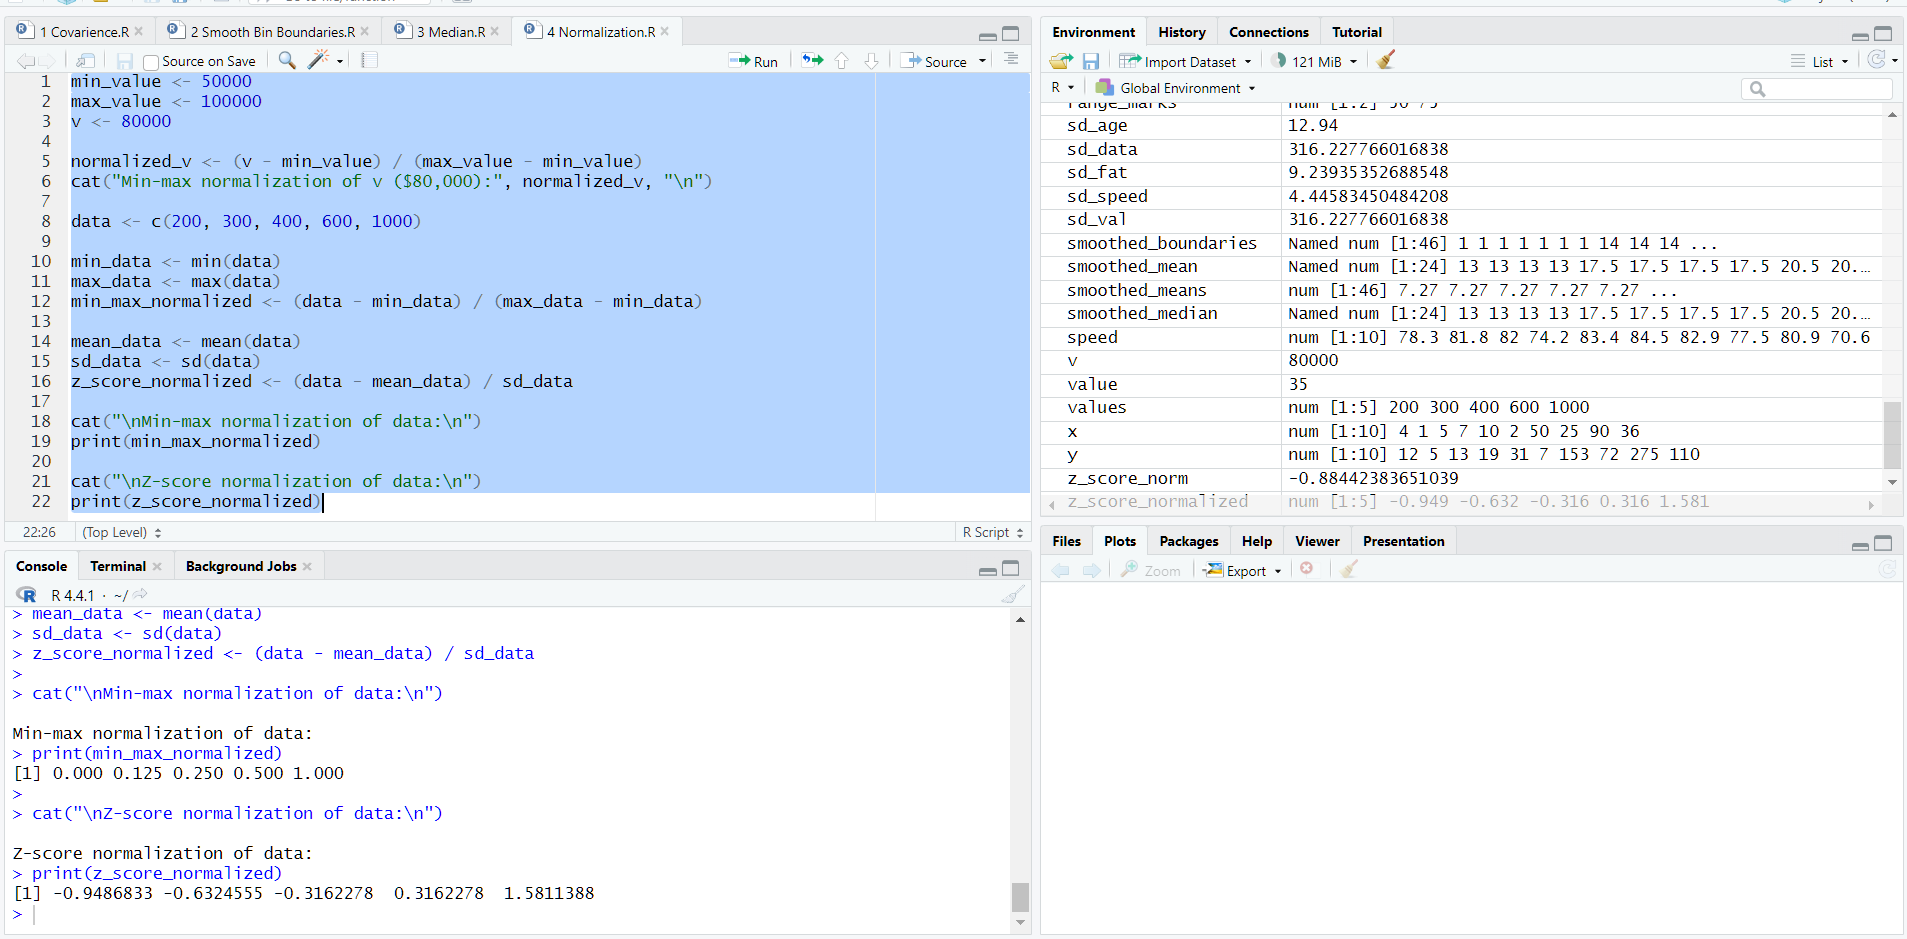 1 Covarience.R
2 Smooth Bin Boundaries.R
3 Median.R
4 Normalization.R
Source on Save
Run
Source
1 min_value <- 50000
2 max_value <- 100000
3 v <- 80000
4
5 normalized_v <- (v - min_value) / (max_value - min_value)
6 cat("Min-max normalization of v ($80,000):", normalized_v, "\n")
7
8 data <- c(200, 300, 400, 600, 1000)
9
10 min_data <- min(data)
11 max_data <- max(data)
12 min_max_normalized <- (data - min_data) / (max_data - min_data)
13
14 mean_data <- mean(data)
15 sd_data <- sd(data)
16 z_score_normalized <- (data - mean_data) / sd_data
17
18 cat("\nMin-max normalization of data:\n")
19 print(min_max_normalized)
20
21 cat("\nZ-score normalization of data:\n")
22 print(z_score_normalized)
22:26 (Top Level) R Script
Console Terminal Background Jobs
R 4.4.1 · ~/
> mean_data <- mean(data)
> sd_data <- sd(data)
> z_score_normalized <- (data - mean_data) / sd_data
>
> cat("\nMin-max normalization of data:\n")
Min-max normalization of data:
> print(min_max_normalized)
[1] 0.000 0.125 0.250 0.500 1.000
>
> cat("\nZ-score normalization of data:\n")
Z-score normalization of data:
> print(z_score_normalized)
[1] -0.9486833 -0.6324555 -0.3162278 0.3162278 1.5811388
>
Environment History Connections Tutorial
Import Dataset 121 MiB List
R Global Environment
range_marks num [1:2] 50 75
sd_age 12.94
sd_data 316.227766016838
sd_fat 9.23935352688548
sd_speed 4.44583450484208
sd_val 316.227766016838
smoothed_boundaries Named num [1:46] 1 1 1 1 1 1 1 14 14 14 ...
smoothed_mean Named num [1:24] 13 13 13 13 17.5 17.5 17.5 17.5 20.5 20.…
smoothed_means num [1:46] 7.27 7.27 7.27 7.27 7.27 ...
smoothed_median Named num [1:24] 13 13 13 13 17.5 17.5 17.5 17.5 20.5 20.…
speed num [1:10] 78.3 81.8 82 74.2 83.4 84.5 82.9 77.5 80.9 70.6
v 80000
value 35
values num [1:5] 200 300 400 600 1000
x num [1:10] 4 1 5 7 10 2 50 25 90 36
y num [1:10] 12 5 13 19 31 7 153 72 275 110
z_score_norm -0.88442383651039
z_score_normalized num [1:5] -0.949 -0.632 -0.316 0.316 1.581
Files Plots Packages Help Viewer Presentation
Zoom Export